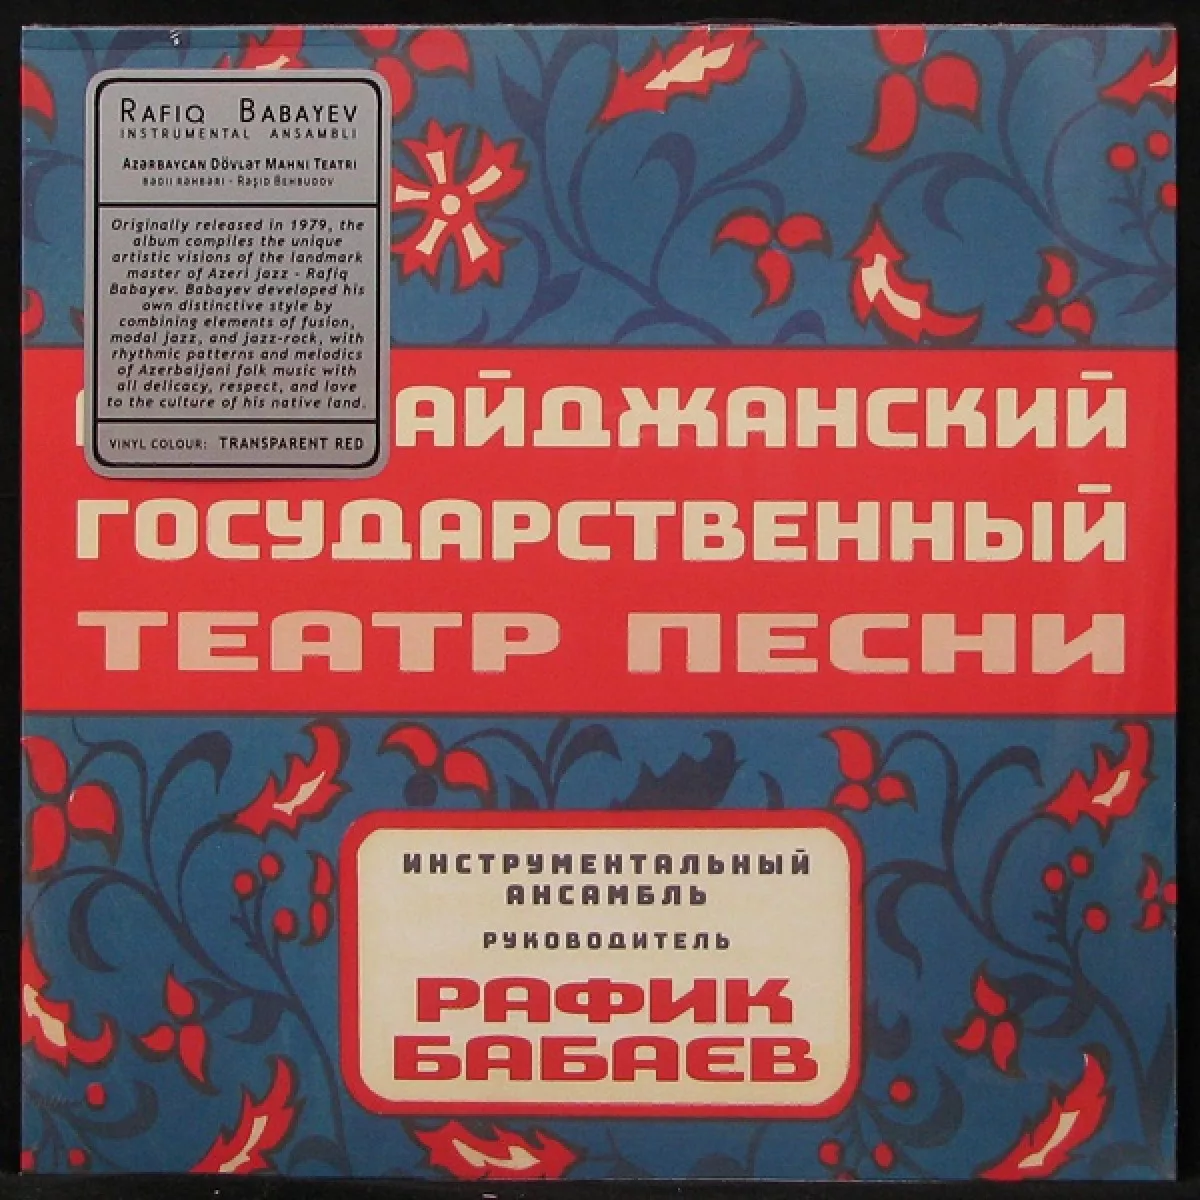 RAFIQ BABAYEV
INSTRUMENTAL ANSAMBLI
AZƏRBAYCAN DÖVLƏT MAHNI TEATRI
BƏDII RƏHBƏRI - RƏŞID BEHBUDOV
Originally released in 1979, the
album compiles the unique
artistic visions of the landmark
master of Azeri jazz - Rafiq
Babayev. Babayev developed his
own distinctive style by
combining elements of fusion,
modal jazz, and jazz-rock, with
rhythmic patterns and melodics
of Azerbaijani folk music with
all delicacy, respect, and love
to the culture of his native land.
VINYL COLOUR: TRANSPARENT RED
АЙДЖАНСКИЙ
ГОСУДАРСТВЕННЫЙ
ТЕАТР ПЕСНИ
ИНСТРУМЕНТАЛЬНЫЙ
АНСАМБЛЬ
РУКОВОДИТЕЛЬ
РАФИК
БАБАЕВ